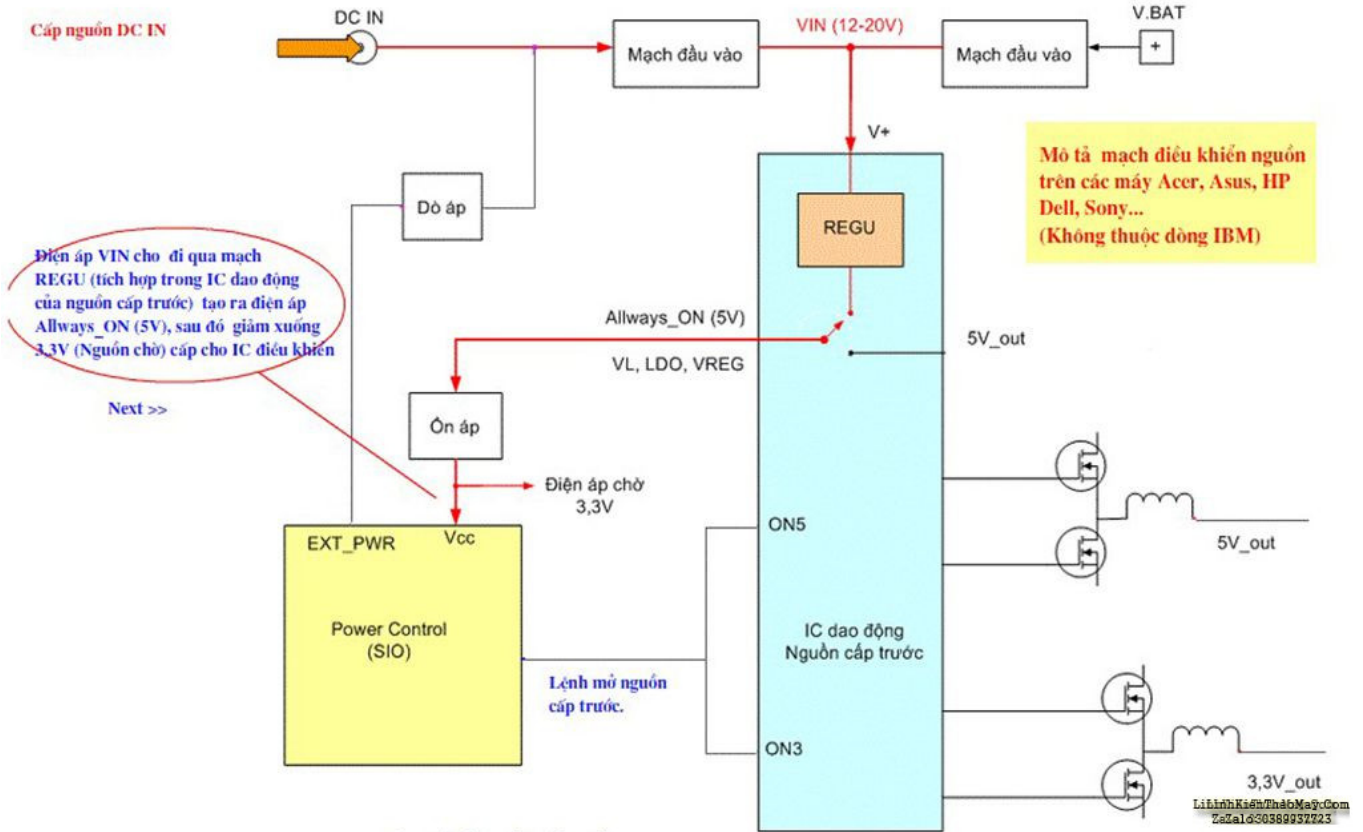 Cấp nguồn DC IN
DC IN
V.BAT
Mạch đầu vào
VIN (12-20V)
Mạch đầu vào
+
V+
Mô tả mạch điều khiển nguồn
trên các máy Acer, Asus, HP
Dell, Sony...
(Không thuộc dòng IBM)
Dò áp
REGU
Điện áp VIN cho đi qua mạch
REGU (tích hợp trong IC dao động
của nguồn cấp trước) tạo ra điện áp
Allways_ON (5V), sau đó giảm xuống
3,3V (Nguồn chờ) cấp cho IC điều khiển
Next >>
Allways_ON (5V)
VL, LDO, VREG
5V_out
Ổn áp
Điện áp chờ
3,3V
EXT_PWR
Vcc
ON5
5V_out
Power Control
(SIO)
IC dao động
Nguồn cấp trước
Lệnh mở nguồn
cấp trước.
ON3
3,3V_out